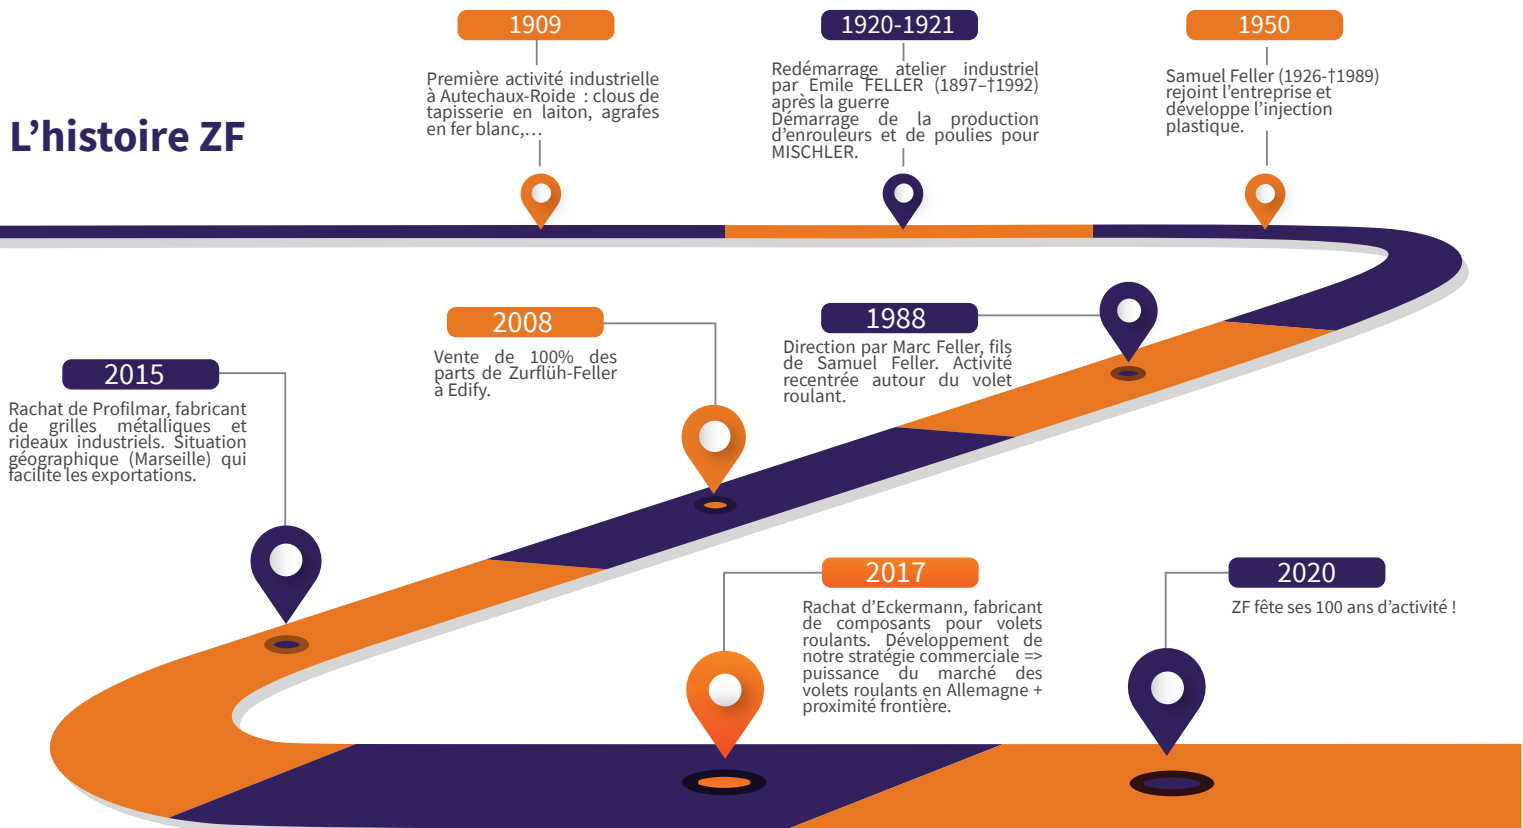 L'histoire ZF
1909
Première activité industrielle
à Autechaux-Roide : clous de
tapisserie en laiton, agrafes
en fer blanc,...
1920-1921
Redémarrage atelier industriel
par Emile FELLER (1897–†1992)
après la guerre
Démarrage de la production
d'enrouleurs et de poulies pour
MISCHLER.
1950
Samuel Feller (1926-†1989)
rejoint l'entreprise et
développe l'injection
plastique.
1988
Direction par Marc Feller, fils
de Samuel Feller. Activité
recentrée autour du volet
roulant.
2008
Vente de 100% des
parts de Zurflüh-Feller
à Edify.
2015
Rachat de Profilmar, fabricant
de grilles métalliques et
rideaux industriels. Situation
géographique (Marseille) qui
facilite les exportations.
2017
Rachat d'Eckermann, fabricant
de composants pour volets
roulants. Développement de
notre stratégie commerciale =>
puissance du marché des
volets roulants en Allemagne +
proximité frontière.
2020
ZF fête ses 100 ans d'activité !